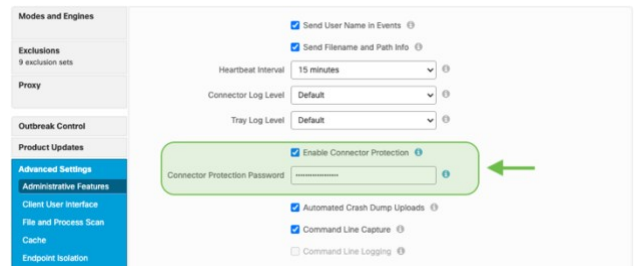 Modes and Engines
Exclusions
9 exclusion sets
Proxy
Outbreak Control
Product Updates
Advanced Settings
Administrative Features
Client User Interface
File and Process Scan
Cache
Endpoint Isolation
Send User Name in Events
Send Filename and Path Info
Heartbeat Interval 15 minutes
Connector Log Level Default
Tray Log Level Default
Enable Connector Protection
Connector Protection Password
Automated Crash Dump Uploads
Command Line Capture
Command Line Logging